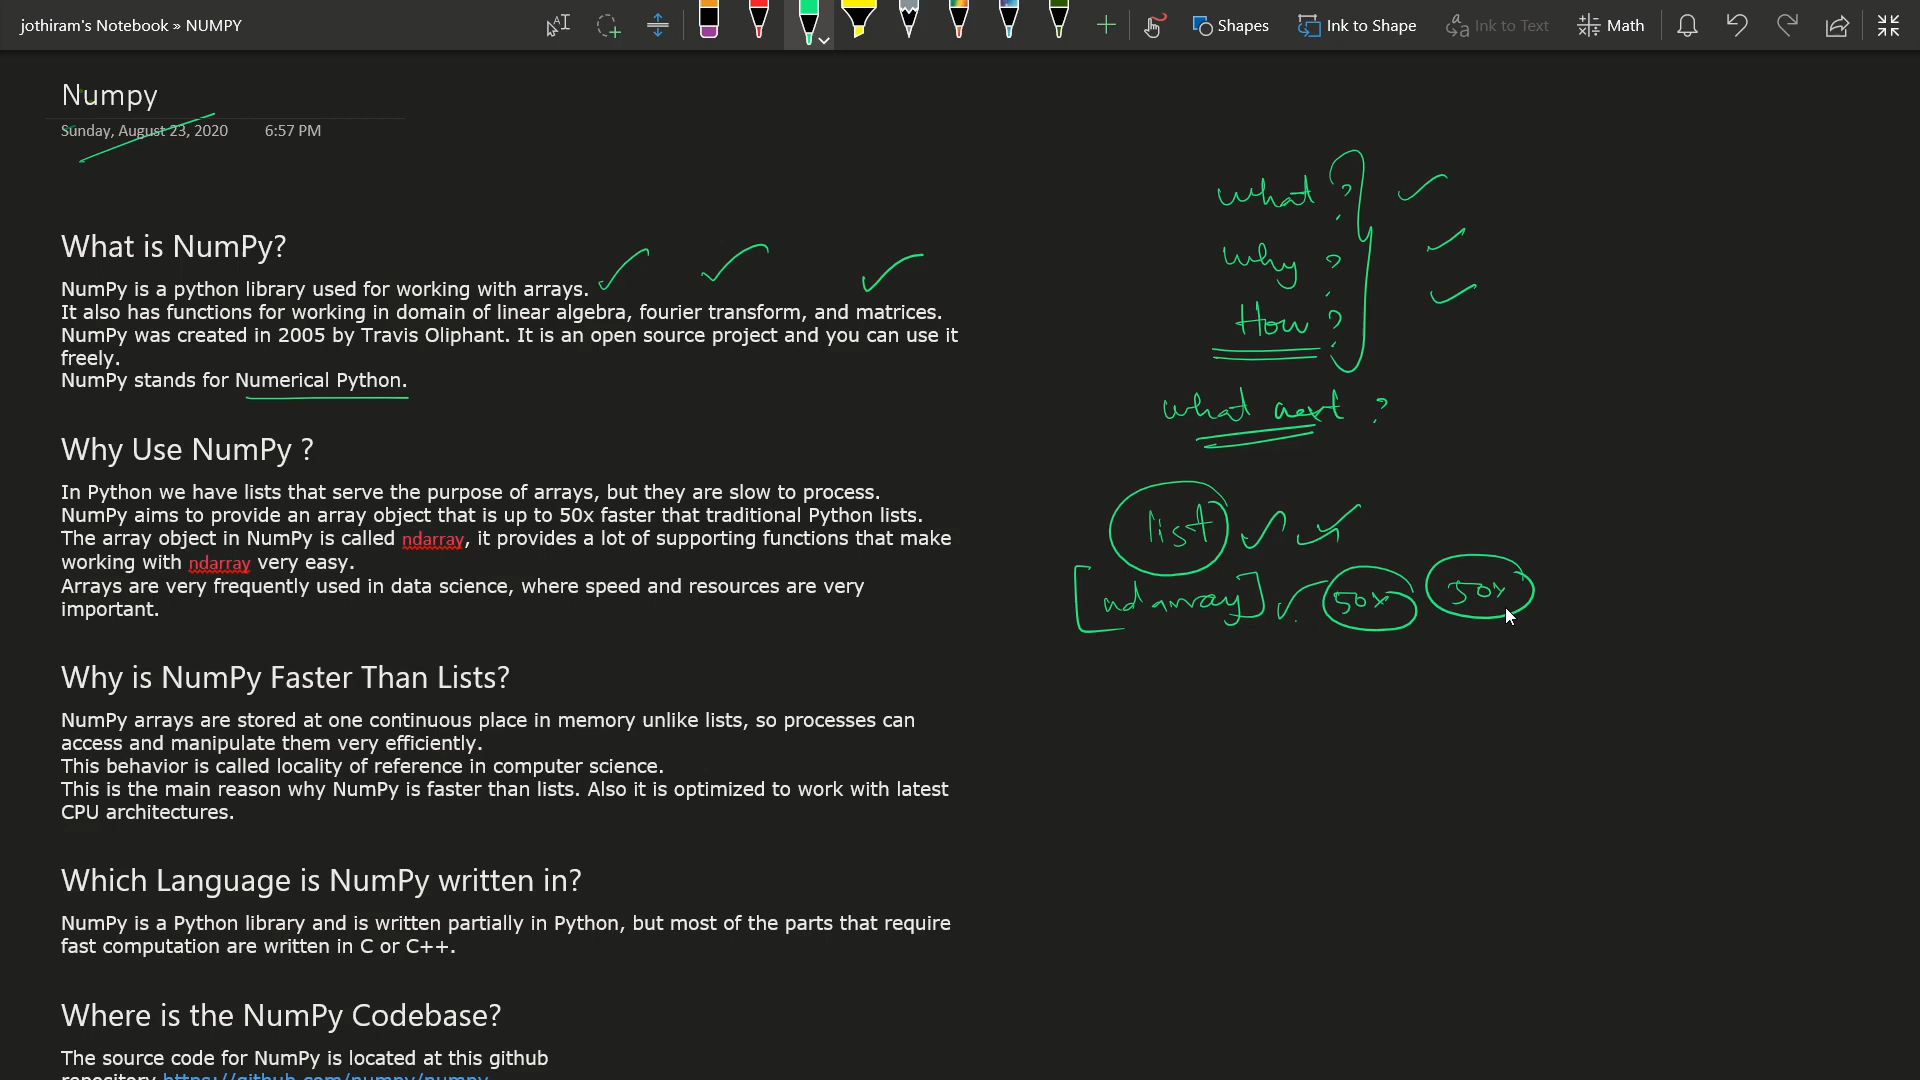 jothiram's Notebook » NUMPY
Shapes
Ink to Shape
Ink to Text
Math
Numpy
Sunday, August 23, 2020 6:57 PM
What is NumPy?
NumPy is a python library used for working with arrays.
It also has functions for working in domain of linear algebra, fourier transform, and matrices.
NumPy was created in 2005 by Travis Oliphant. It is an open source project and you can use it
freely.
NumPy stands for Numerical Python.
Why Use NumPy ?
In Python we have lists that serve the purpose of arrays, but they are slow to process.
NumPy aims to provide an array object that is up to 50x faster that traditional Python lists.
The array object in NumPy is called ndarray, it provides a lot of supporting functions that make
working with ndarray very easy.
Arrays are very frequently used in data science, where speed and resources are very
important.
Why is NumPy Faster Than Lists?
NumPy arrays are stored at one continuous place in memory unlike lists, so processes can
access and manipulate them very efficiently.
This behavior is called locality of reference in computer science.
This is the main reason why NumPy is faster than lists. Also it is optimized to work with latest
CPU architectures.
Which Language is NumPy written in?
NumPy is a Python library and is written partially in Python, but most of the parts that require
fast computation are written in C or C++.
Where is the NumPy Codebase?
The source code for NumPy is located at this github
repository https://github.com/numpy/numpy
what ?
why ?
How ?
what next ?
list
[nd array] 50x 50x